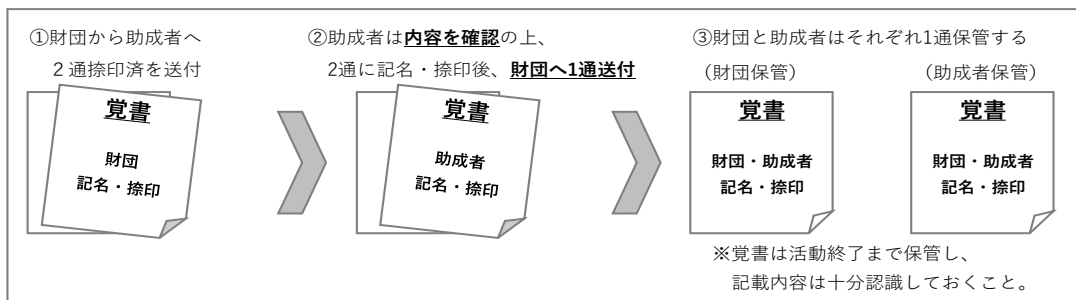 ①財団から助成者へ
2通捺印済を送付
覚書
財団
記名・捺印
②助成者は内容を確認の上、
2通に記名・捺印後、財団へ1通送付
覚書
助成者
記名・捺印
③財団と助成者はそれぞれ1通保管する
（財団保管）
覚書
財団・助成者
記名・捺印
（助成者保管）
覚書
財団・助成者
記名・捺印
※覚書は活動終了まで保管し、
記載内容は十分認識しておくこと。